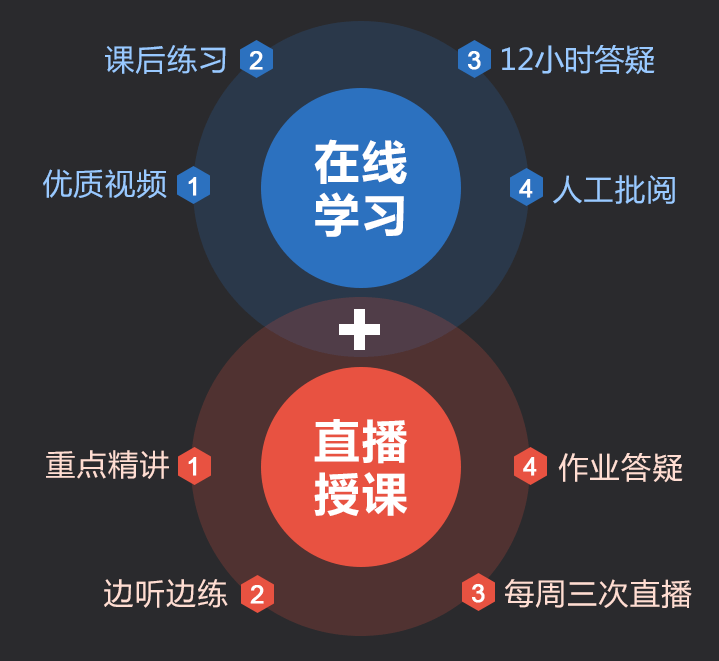 课后练习 2
3 12小时答疑
优质视频 1
4 人工批阅
在线
学习
+
直播
授课
重点精讲 1
4 作业答疑
边听边练 2
3 每周三次直播